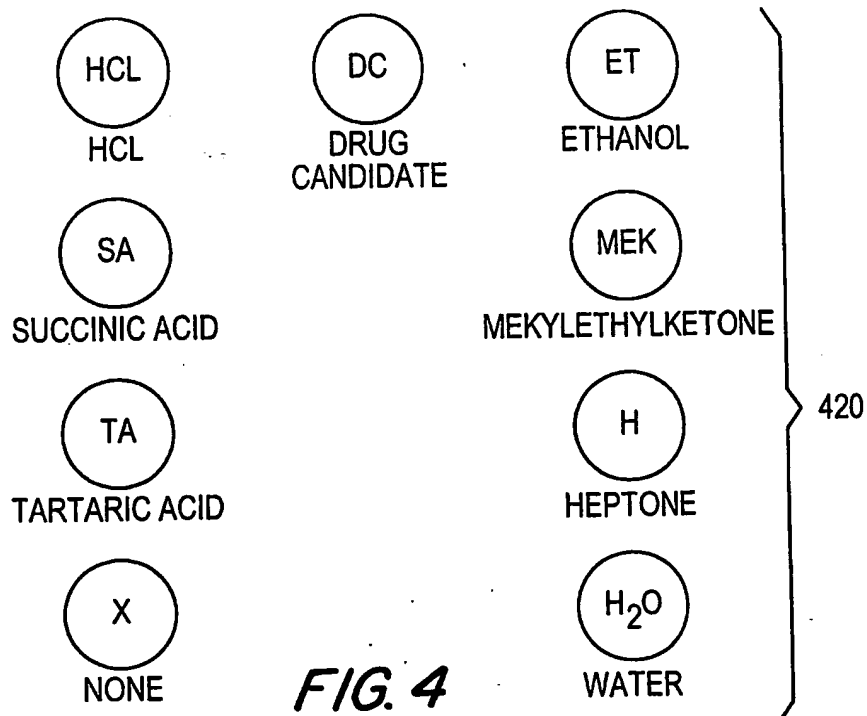 HCL
HCL
DC
DRUG
CANDIDATE
ET
ETHANOL
SA
SUCCINIC ACID
MEK
MEKYLETHYLKETONE
TA
TARTARIC ACID
H
HEPTONE
420
X
NONE
H₂O
WATER
FIG. 4